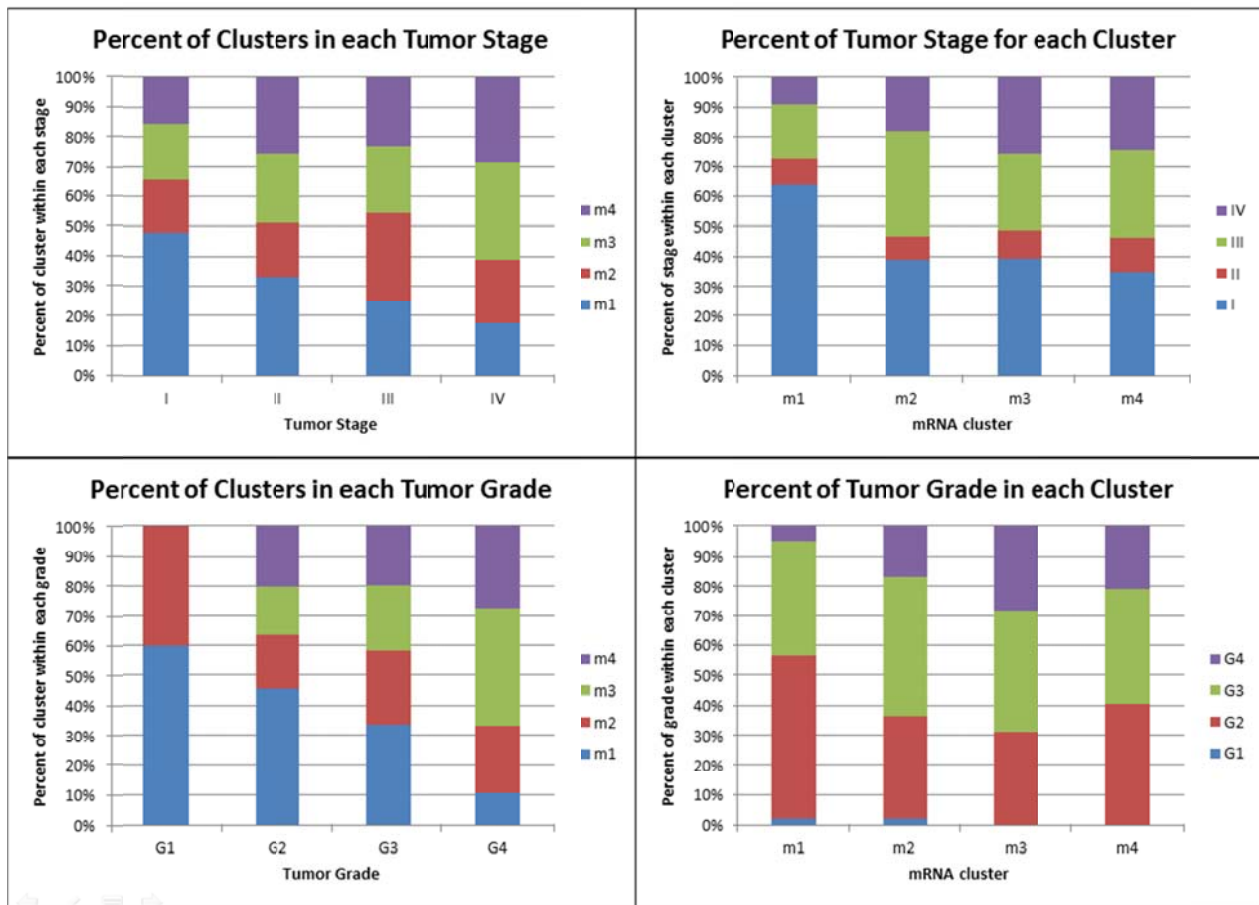 Percent of Clusters in each Tumor Stage
Percent of cluster within each stage
100%
90%
80%
70%
60%
50%
40%
30%
20%
10%
0%
I
II
III
IV
Tumor Stage
m4
m3
m2
m1
Percent of Tumor Stage for each Cluster
Percent of stage within each cluster
100%
90%
80%
70%
60%
50%
40%
30%
20%
10%
0%
m1
m2
m3
m4
mRNA cluster
IV
III
II
I
Percent of Clusters in each Tumor Grade
Percent of cluster within each grade
100%
90%
80%
70%
60%
50%
40%
30%
20%
10%
0%
G1
G2
G3
G4
Tumor Grade
m4
m3
m2
m1
Percent of Tumor Grade in each Cluster
Percent of grade within each cluster
100%
90%
80%
70%
60%
50%
40%
30%
20%
10%
0%
m1
m2
m3
m4
mRNA cluster
G4
G3
G2
G1